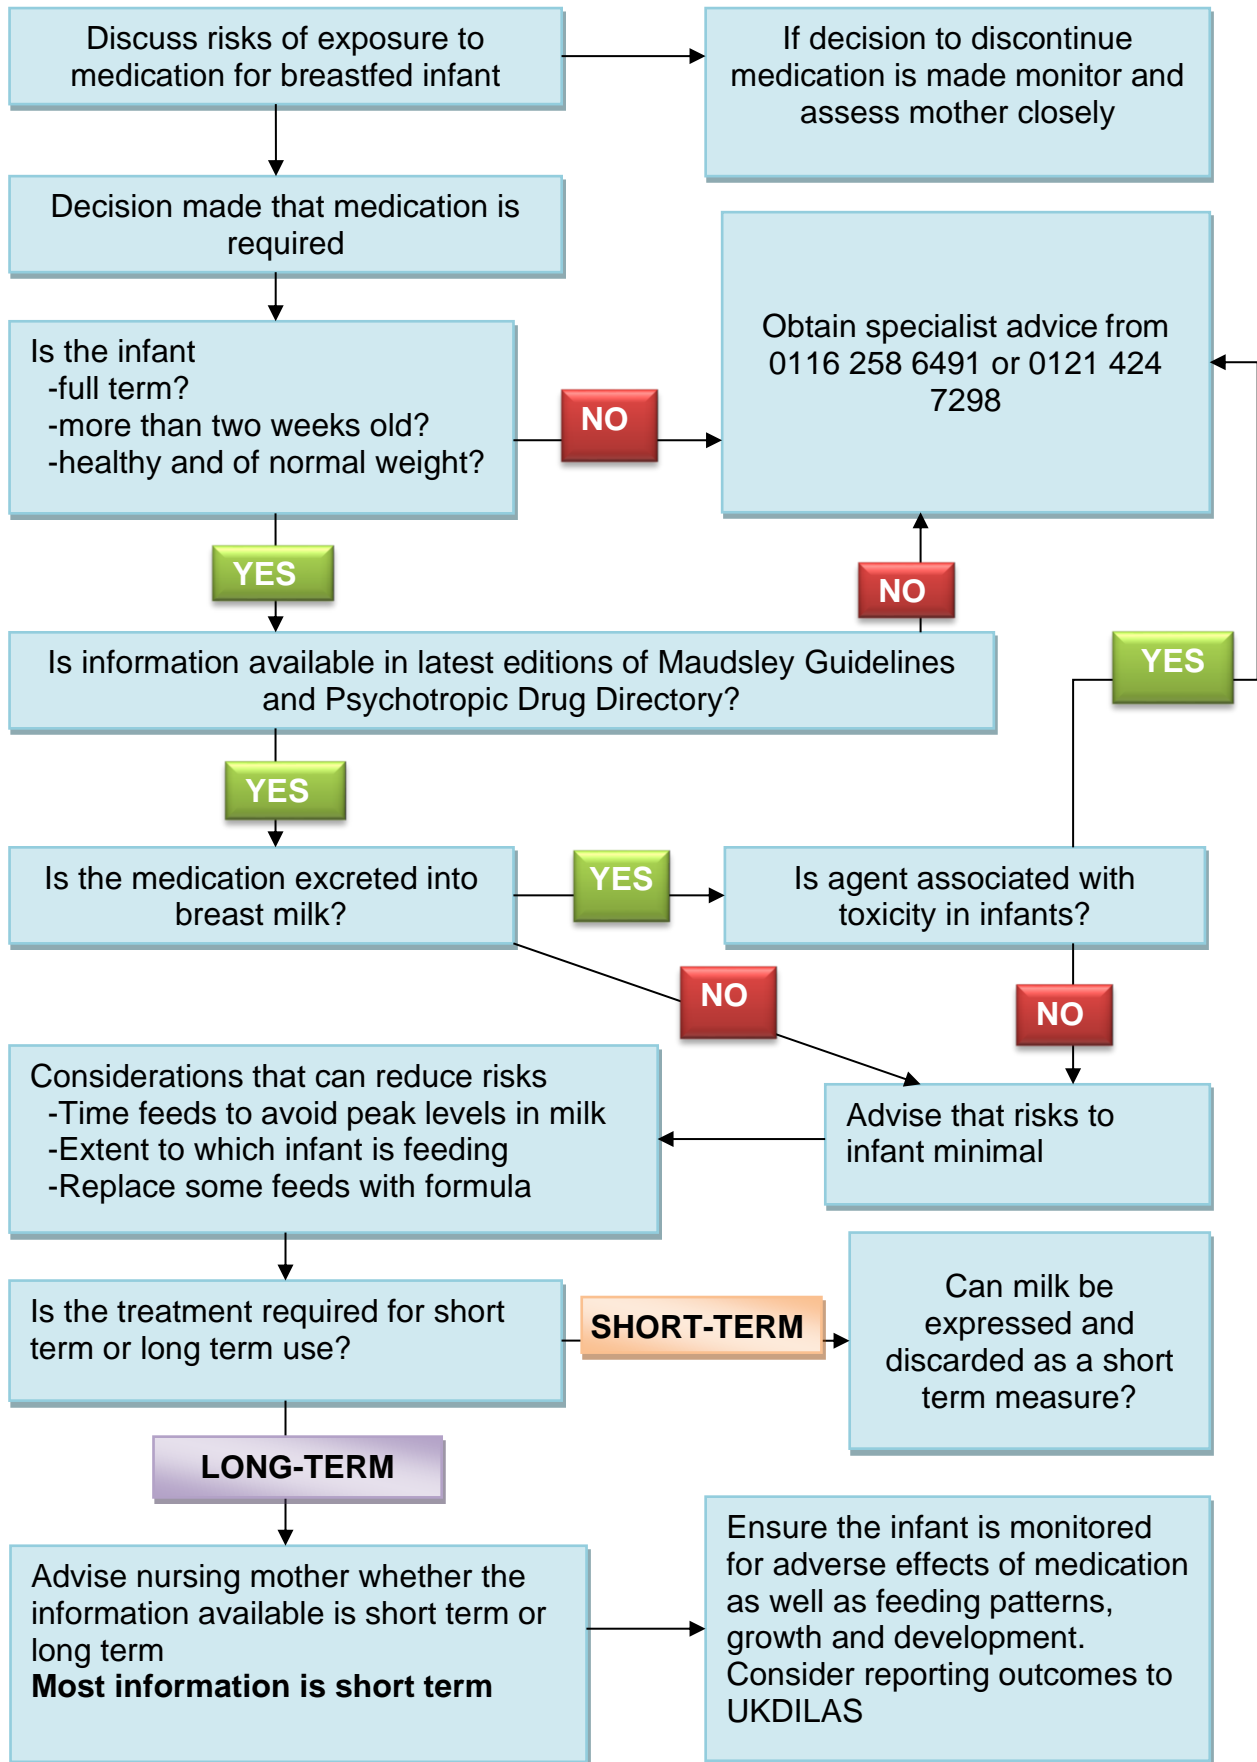 Discuss risks of exposure to
medication for breastfed infant
If decision to discontinue
medication is made monitor and
assess mother closely
Decision made that medication is
required
Is the infant
-full term?
-more than two weeks old?
-healthy and of normal weight?
NO
Obtain specialist advice from
0116 258 6491 or 0121 424
7298
YES
NO
Is information available in latest editions of Maudsley Guidelines
and Psychotropic Drug Directory?
YES
YES
Is the medication excreted into
breast milk?
YES
Is agent associated with
toxicity in infants?
NO
NO
Considerations that can reduce risks
-Time feeds to avoid peak levels in milk
-Extent to which infant is feeding
-Replace some feeds with formula
Advise that risks to
infant minimal
Is the treatment required for short
term or long term use?
SHORT-TERM
Can milk be
expressed and
discarded as a short
term measure?
LONG-TERM
Advise nursing mother whether the
information available is short term or
long term
Most information is short term
Ensure the infant is monitored
for adverse effects of medication
as well as feeding patterns,
growth and development.
Consider reporting outcomes to
UKDILAS